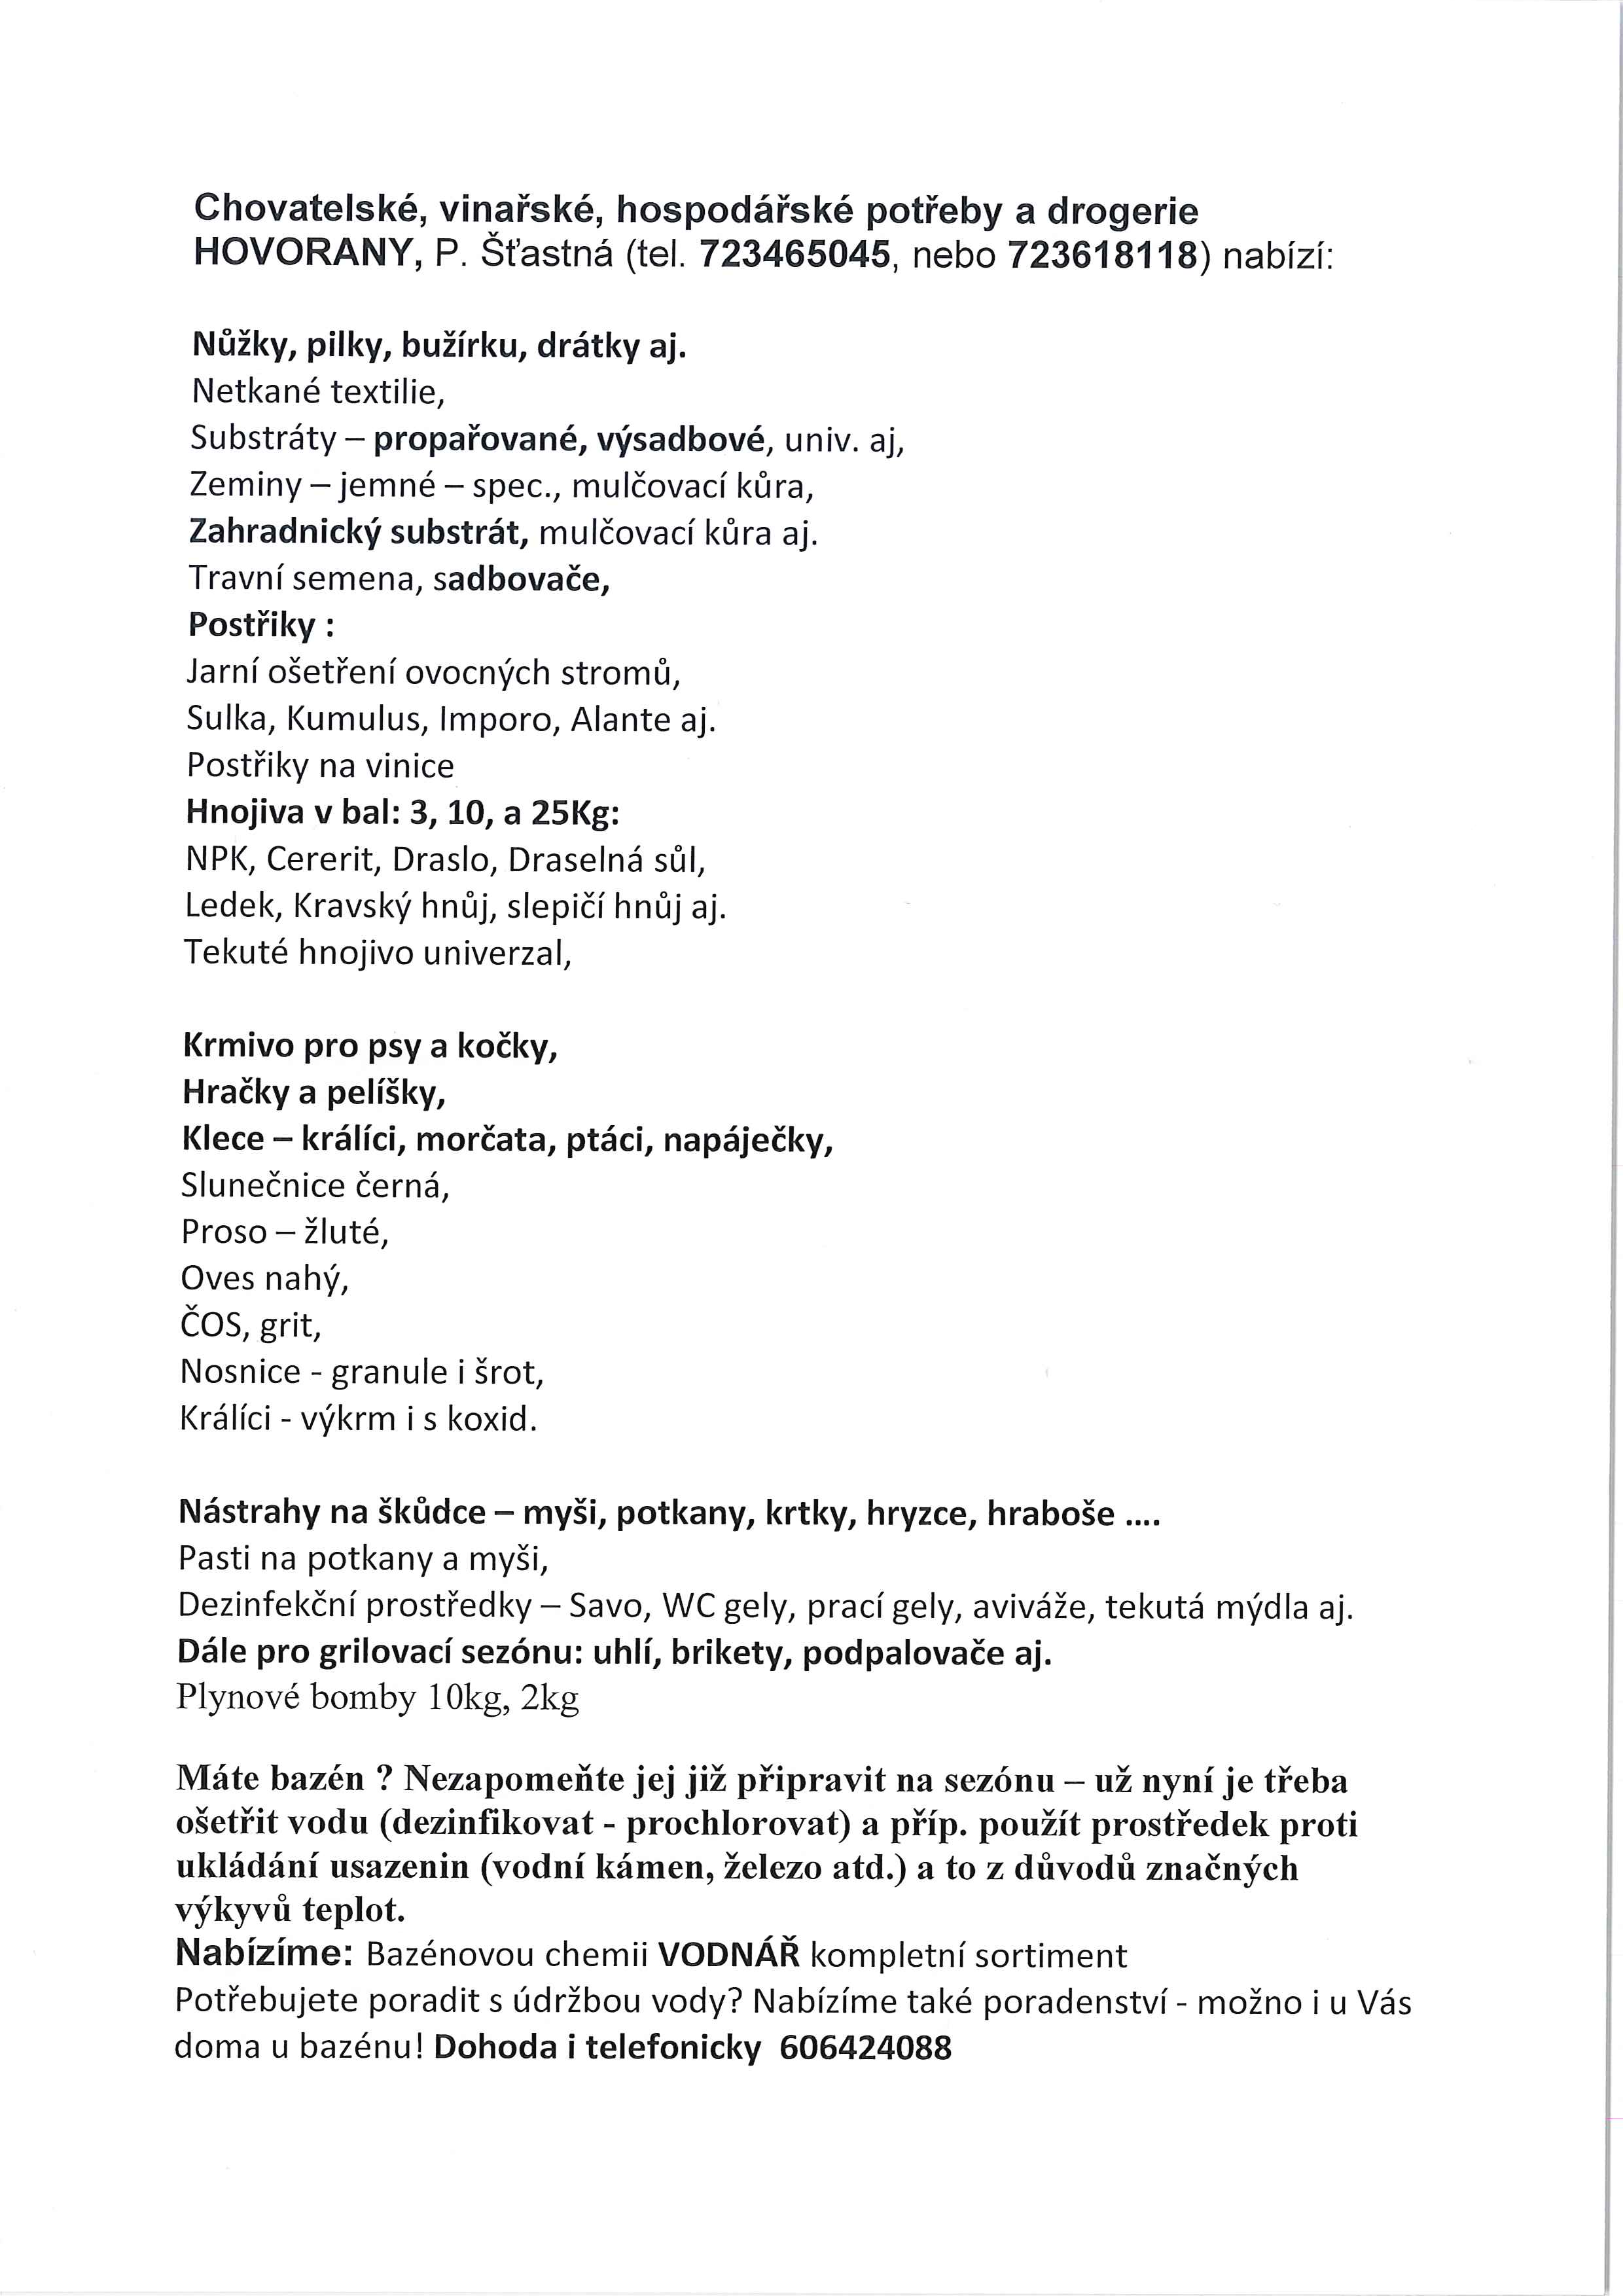 Chovatelské, vinařské, hospodářské potřeby a drogerie
HOVORANY, P. Šťastná (tel. 723465045, nebo 723618118) nabízí:
Nůžky, pilky, bužírku, drátky aj.
Netkané textilie,
Substráty – propařované, výsadbové, univ. aj,
Zeminy – jemné – spec., mulčovací kůra,
Zahradnický substrát, mulčovací kůra aj.
Travní semena, sadbovače,
Postřiky :
Jarní ošetření ovocných stromů,
Sulka, Kumulus, Imporo, Alante aj.
Postřiky na vinice
Hnojiva v bal: 3, 10, a 25Kg:
NPK, Cererit, Draslo, Draselná sůl,
Ledek, Kravský hnůj, slepičí hnůj aj.
Tekuté hnojivo univerzal,
Krmivo pro psy a kočky,
Hračky a pelíšky,
Klece – králíci, morčata, ptáci, napáječky,
Slunečnice černá,
Proso – žluté,
Oves nahý,
ČOS, grit,
Nosnice - granule i šrot,
Králíci - výkrm i s koxid.
Nástrahy na škůdce – myši, potkany, krtky, hryzce, hraboše ....
Pasti na potkany a myši,
Dezinfekční prostředky – Savo, WC gely, prací gely, aviváže, tekutá mýdla aj.
Dále pro grilovací sezónu: uhlí, brikety, podpalovače aj.
Plynové bomby 10kg, 2kg
Máte bazén ? Nezapomeňte jej již připravit na sezónu – už nyní je třeba
ošetřit vodu (dezinfikovat - prochlorovat) a příp. použít prostředek proti
ukládání usazenin (vodní kámen, železo atd.) a to z důvodů značných
výkyvů teplot.
Nabízíme: Bazénovou chemii VODNÁŘ kompletní sortiment
Potřebujete poradit s údržbou vody? Nabízíme také poradenství - možno i u Vás
doma u bazénu! Dohoda i telefonicky 606424088